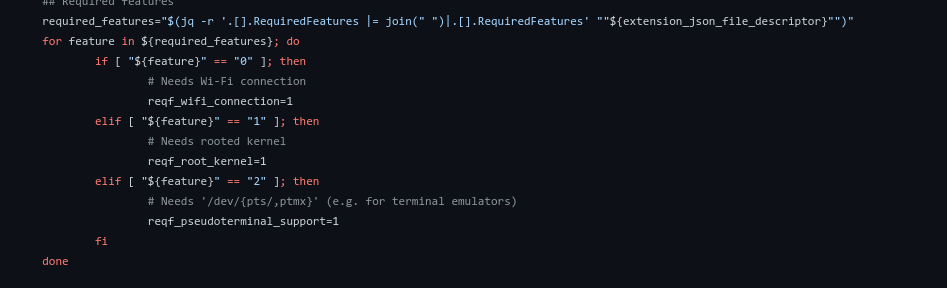 ## Required features
required_features="$(jq -r '.[].RequiredFeatures |= join(" ")|.[].RequiredFeatures' ""${extension_json_file_descriptor}"")"
for feature in ${required_features}; do
if [ "${feature}" == "0" ]; then
# Needs Wi-Fi connection
reqf_wifi_connection=1
elif [ "${feature}" == "1" ]; then
# Needs rooted kernel
reqf_root_kernel=1
elif [ "${feature}" == "2" ]; then
# Needs '/dev/{pts/,ptmx}' (e.g. for terminal emulators)
reqf_pseudoterminal_support=1
fi
done